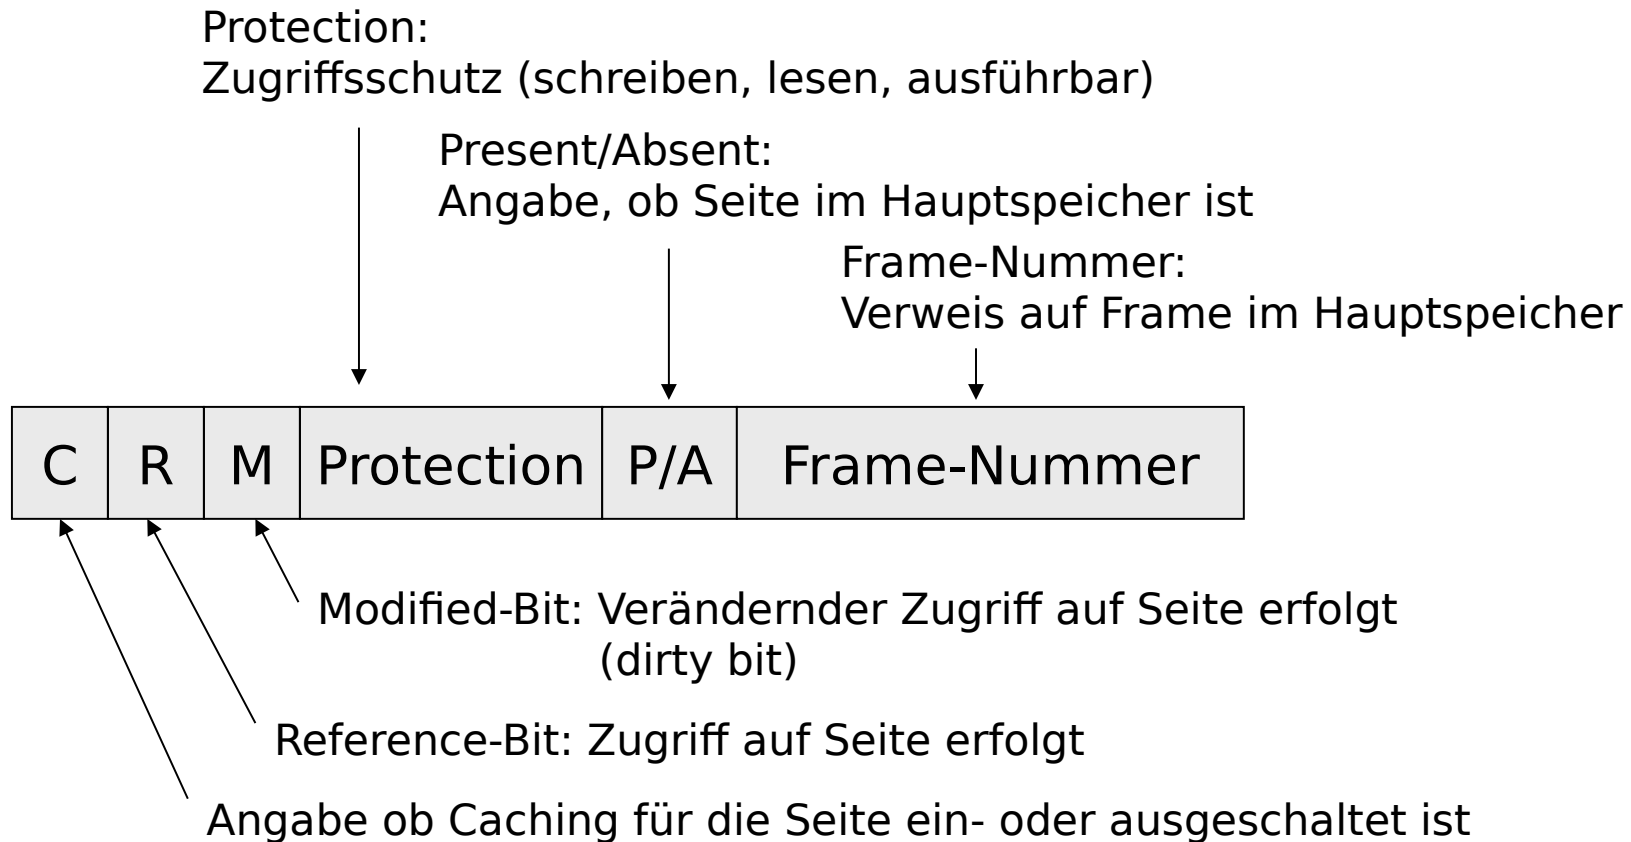 Protection:
Zugriffsschutz (schreiben, lesen, ausführbar)
Present/Absent:
Angabe, ob Seite im Hauptspeicher ist
Frame-Nummer:
Verweis auf Frame im Hauptspeicher
C R M Protection P/A Frame-Nummer
Modified-Bit: Verändernder Zugriff auf Seite erfolgt
(dirty bit)
Reference-Bit: Zugriff auf Seite erfolgt
Angabe ob Caching für die Seite ein- oder ausgeschaltet ist